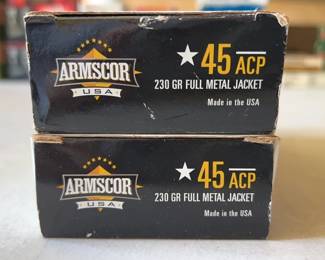 ARMSCOR
USA
45 ACP
230 GR FULL METAL JACKET
Made in the USA
ARMSCOR
USA
45 ACP
230 GR FULL METAL JACKET
Made in the USA